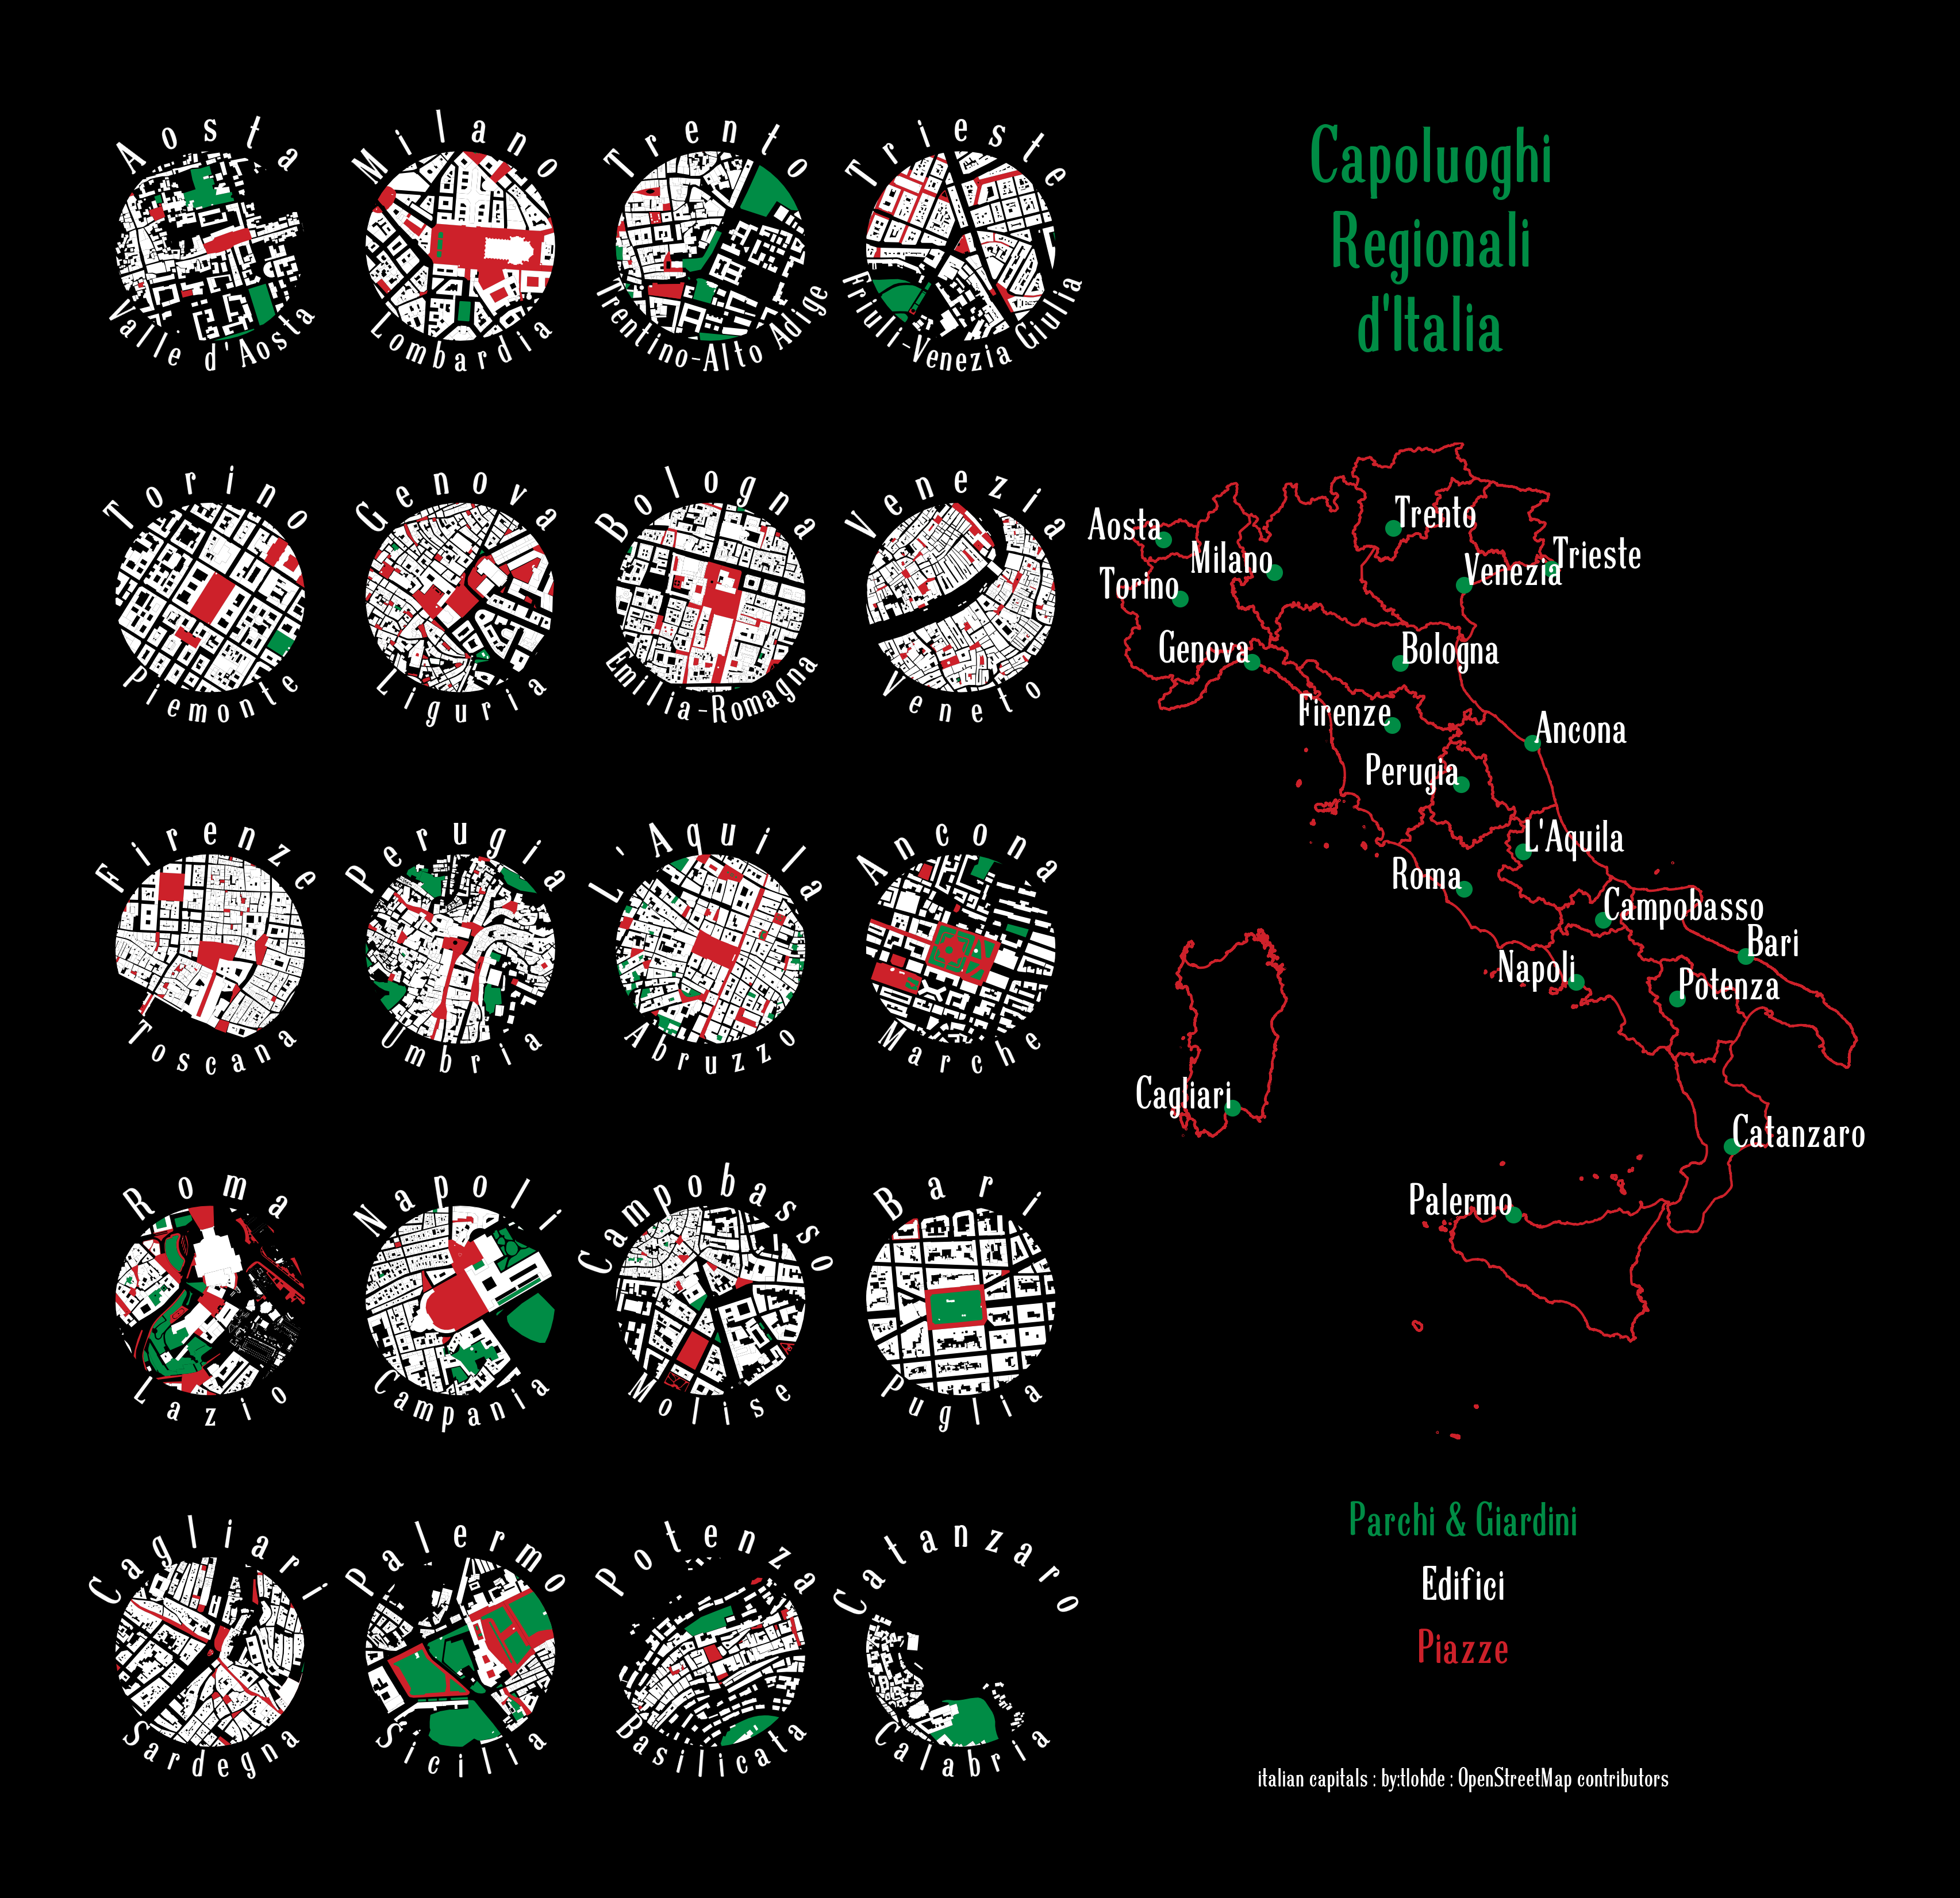 Capoluoghi
Regionali
d'Italia
Aosta
Valle d'Aosta
Milano
Lombardia
Trento
Trentino-Alto Adige
Trieste
Friuli-Venezia Giulia
Torino
Piemonte
Genova
Liguria
Bologna
Emilia-Romagna
Venezia
Veneto
Firenze
Toscana
Perugia
Umbria
L'Aquila
Abruzzo
Ancona
Marche
Roma
Lazio
Napoli
Campania
Campobasso
Molise
Bari
Puglia
Cagliari
Sardegna
Palermo
Sicilia
Potenza
Basilicata
Catanzaro
Calabria
Aosta
Trento
Milano
Trieste
Venezia
Torino
Genova
Bologna
Firenze
Ancona
Perugia
L'Aquila
Roma
Campobasso
Bari
Napoli
Potenza
Cagliari
Catanzaro
Palermo
Parchi & Giardini
Edifici
Piazze
italian capitals : by:tlohde : OpenStreetMap contributors